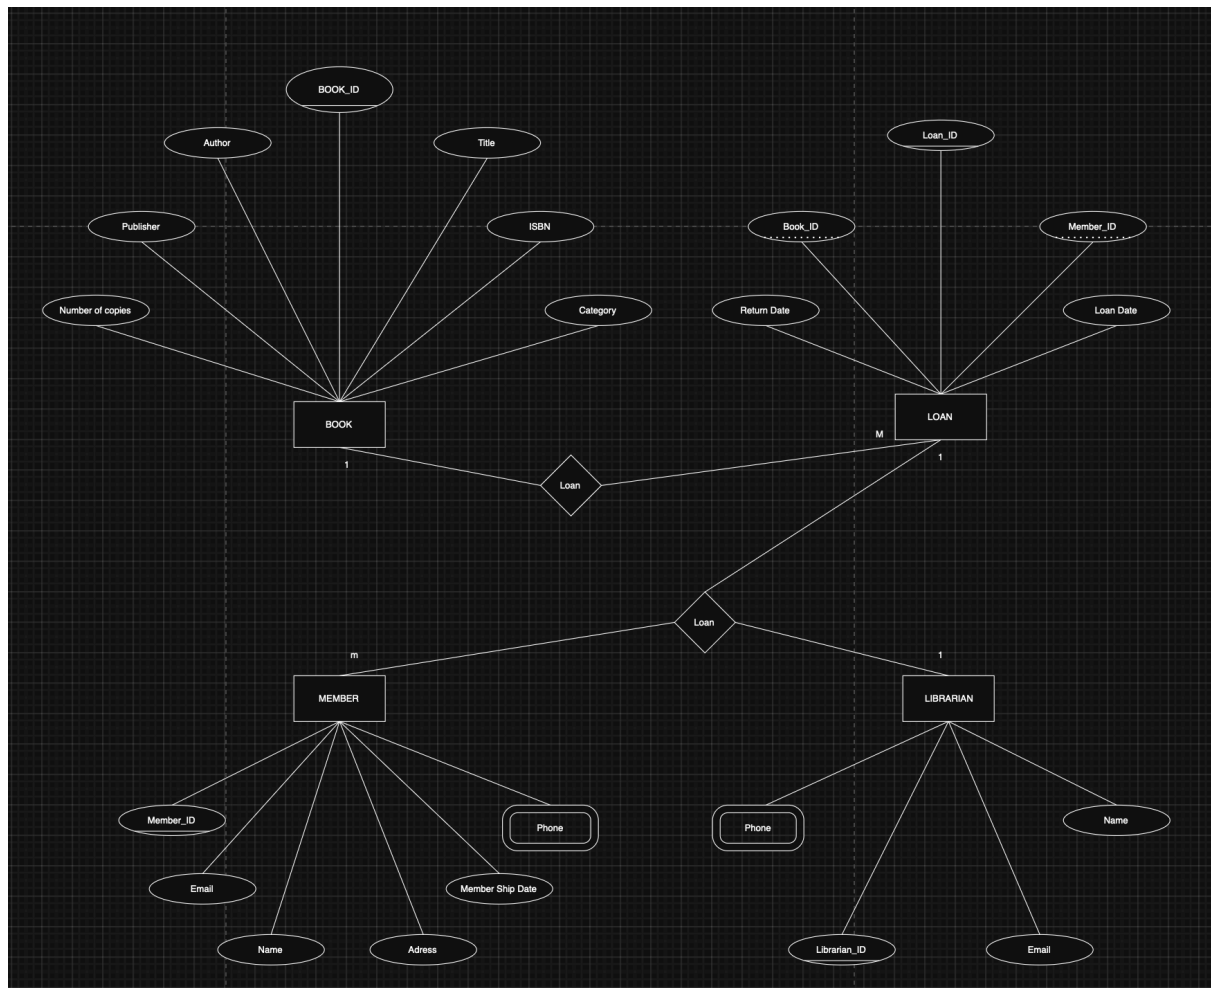 BOOK_ID
Author
Title
Loan_ID
Publisher
ISBN
Book_ID
Member_ID
Number of copies
Category
Return Date
Loan Date
BOOK
LOAN
M
1
1
Loan
Loan
m
1
MEMBER
LIBRARIAN
Member_ID
Phone
Phone
Name
Email
Member Ship Date
Name
Adress
Librarian_ID
Email